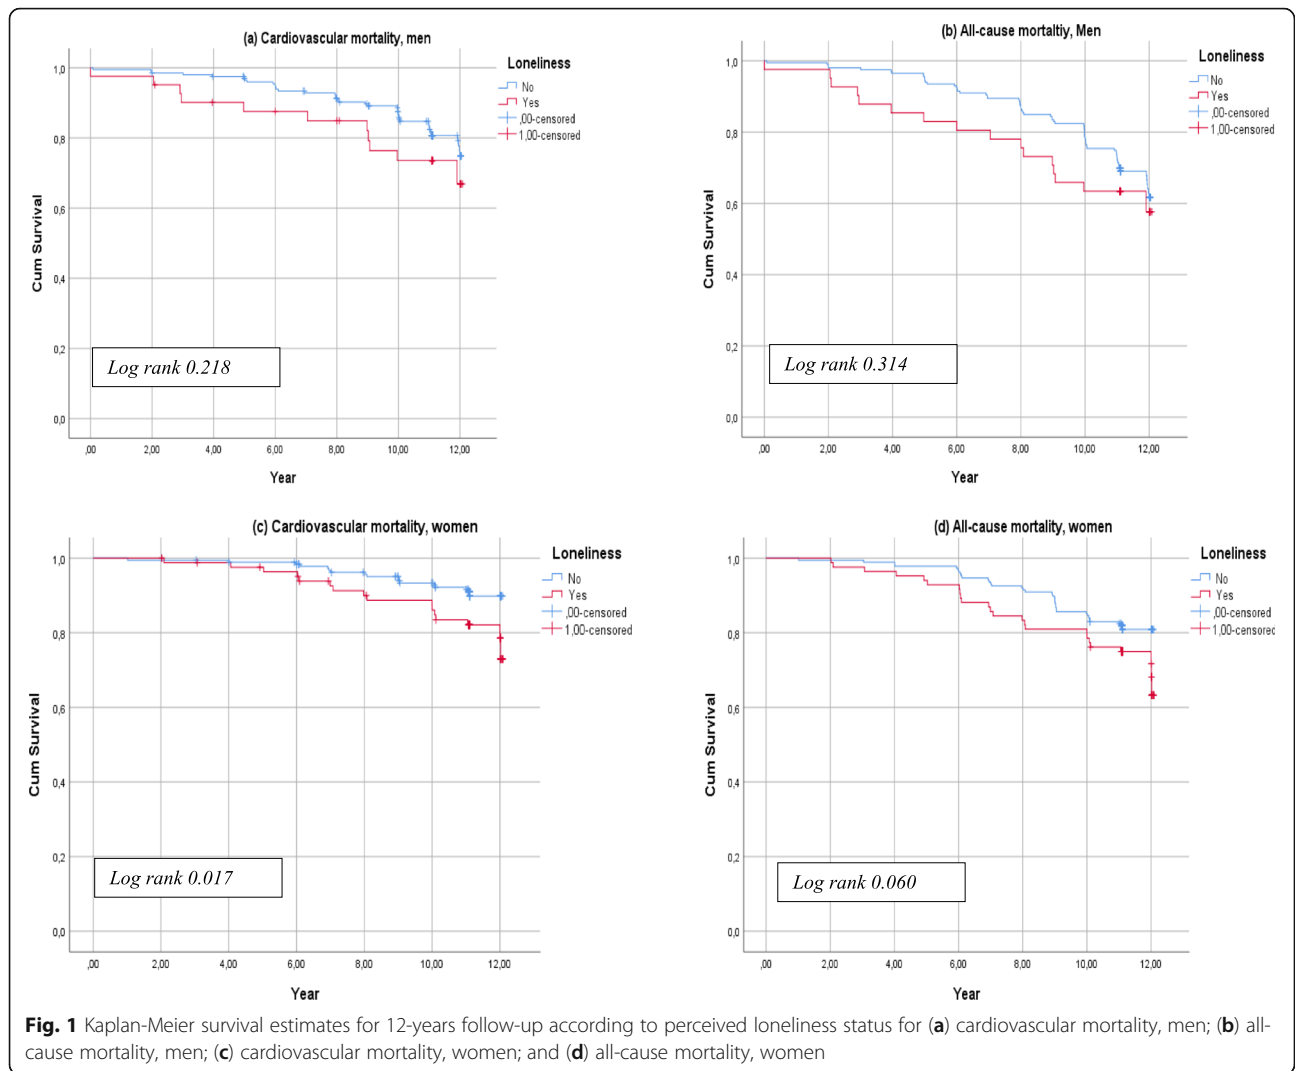 (a) Cardiovascular mortality, men
Loneliness
No
Yes
,00-censored
1,00-censored
Cum Survival
1,0
0,8
0,6
0,4
0,2
0,0
Log rank 0.218
,00 2,00 4,00 6,00 8,00 10,00 12,00
Year
(b) All-cause mortaltiy, Men
Loneliness
No
Yes
,00-censored
1,00-censored
Cum Survival
1,0
0,8
0,6
0,4
0,2
0,0
Log rank 0.314
,00 2,00 4,00 6,00 8,00 10,00 12,00
Year
(c) Cardiovascular mortality, women
Loneliness
No
Yes
,00-censored
1,00-censored
Cum Survival
1,0
0,8
0,6
0,4
0,2
0,0
Log rank 0.017
,00 2,00 4,00 6,00 8,00 10,00 12,00
Year
(d) All-cause mortality, women
Loneliness
No
Yes
,00-censored
1,00-censored
Cum Survival
1,0
0,8
0,6
0,4
0,2
0,0
Log rank 0.060
,00 2,00 4,00 6,00 8,00 10,00 12,00
Year
Fig. 1 Kaplan-Meier survival estimates for 12-years follow-up according to perceived loneliness status for (a) cardiovascular mortality, men; (b) all-
cause mortality, men; (c) cardiovascular mortality, women; and (d) all-cause mortality, women